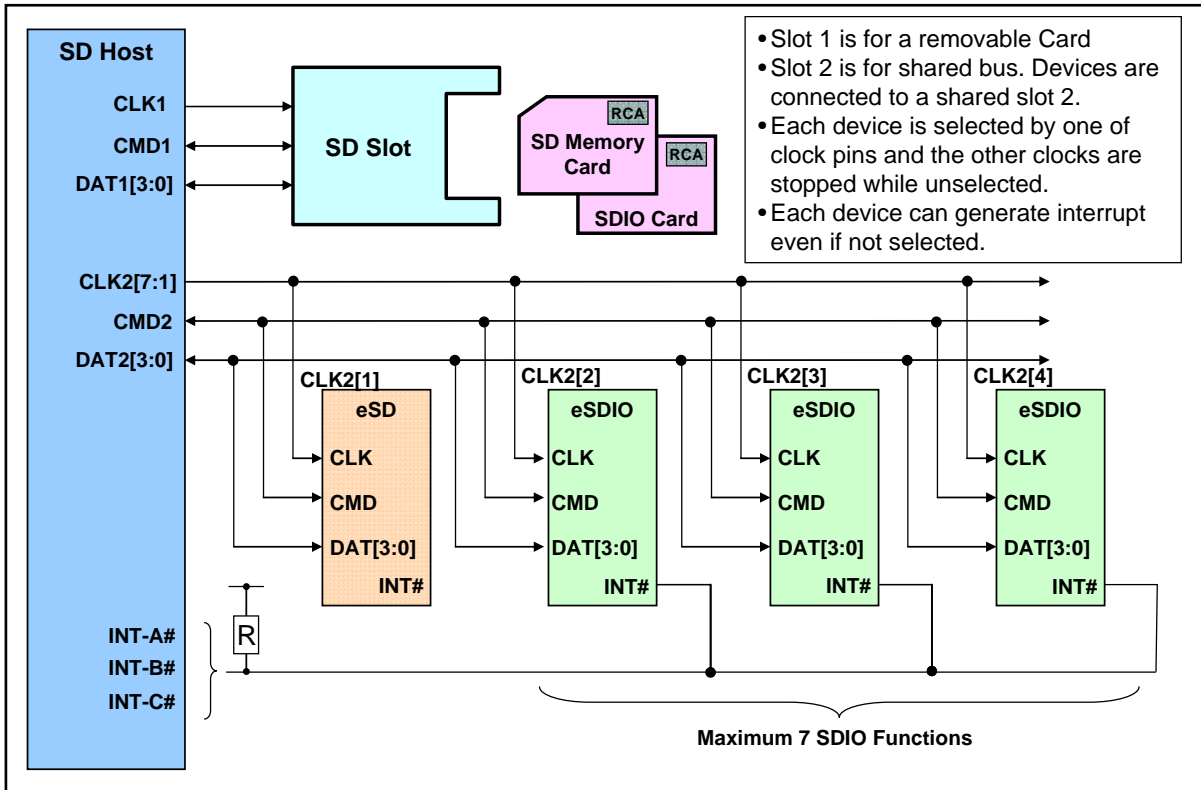 SD Host
CLK1
CMD1
DAT1[3:0]
SD Slot
RCA
SD Memory
Card
RCA
SDIO Card
• Slot 1 is for a removable Card
• Slot 2 is for shared bus. Devices are
connected to a shared slot 2.
• Each device is selected by one of
clock pins and the other clocks are
stopped while unselected.
• Each device can generate interrupt
even if not selected.
CLK2[7:1]
CMD2
DAT2[3:0]
CLK2[1]
eSD
CLK
CMD
DAT[3:0]
INT#
CLK2[2]
eSDIO
CLK
CMD
DAT[3:0]
INT#
CLK2[3]
eSDIO
CLK
CMD
DAT[3:0]
INT#
CLK2[4]
eSDIO
CLK
CMD
DAT[3:0]
INT#
R
INT-A#
INT-B#
INT-C#
Maximum 7 SDIO Functions